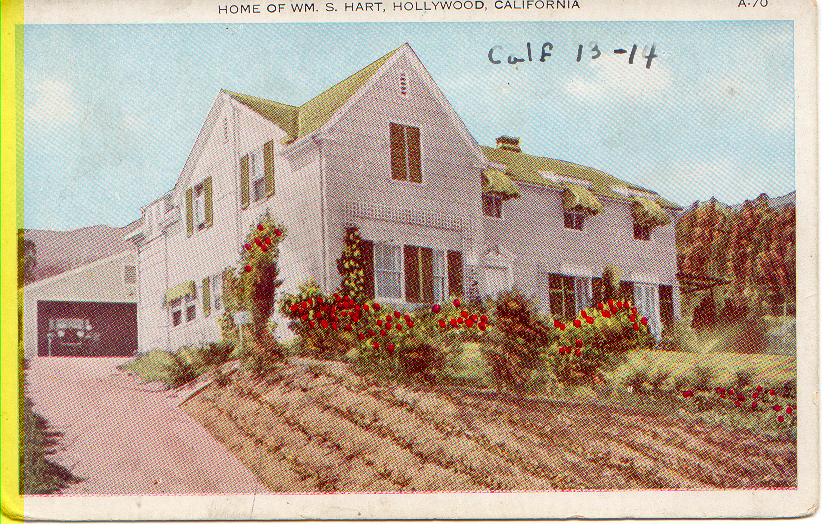 HOME OF WM. S. HART, HOLLYWOOD, CALIFORNIA
A-70
Calf 13-14